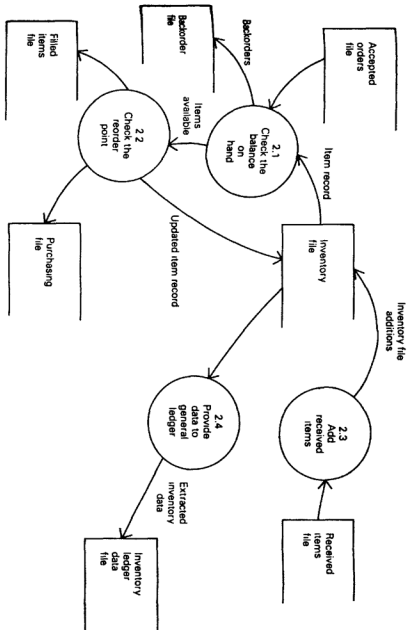 Accepted
orders
file
Inventory file
additions
Item record
Inventory
file
2.3
Add
received
items
Received
items
file
Backorders
2.1
Check the
balance
on
hand
Backorder
file
Items
available
Updated item record
2.4
Provide
data to
general
ledger
Extracted
inventory
data
2.2
Check the
reorder
point
Inventory
ledger
data
file
Filled
items
file
Purchasing
file